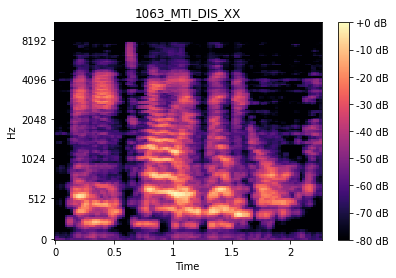 1063_MTI_DIS_XX
+0 dB
8192
-10 dB
4096
-20 dB
-30 dB
2048
-40 dB
Hz
1024
-50 dB
512
-60 dB
-70 dB
0
-80 dB
0 0.5 1 1.5 2
Time